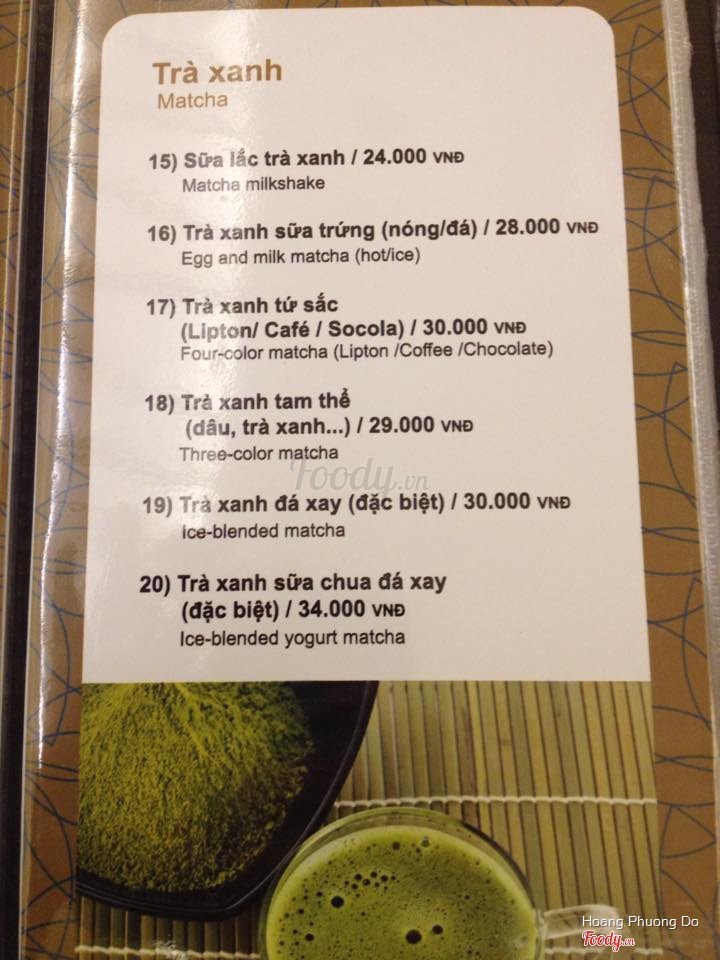 Trà xanh
Matcha
15) Sữa lắc trà xanh / 24.000 VNĐ
Matcha milkshake
16) Trà xanh sữa trứng (nóng/đá) / 28.000 VNĐ
Egg and milk matcha (hot/ice)
17) Trà xanh tứ sắc
(Lipton/ Café / Socola) / 30.000 VNĐ
Four-color matcha (Lipton /Coffee /Chocolate)
18) Trà xanh tam thể
(dâu, trà xanh...) / 29.000 VNĐ
Three-color matcha
Foody.vn
19) Trà xanh đá xay (đặc biệt) / 30.000 VNĐ
Ice-blended matcha
20) Trà xanh sữa chua đá xay
(đặc biệt) / 34.000 VNĐ
Ice-blended yogurt matcha
Hoang Phuong Do
Foody.vn